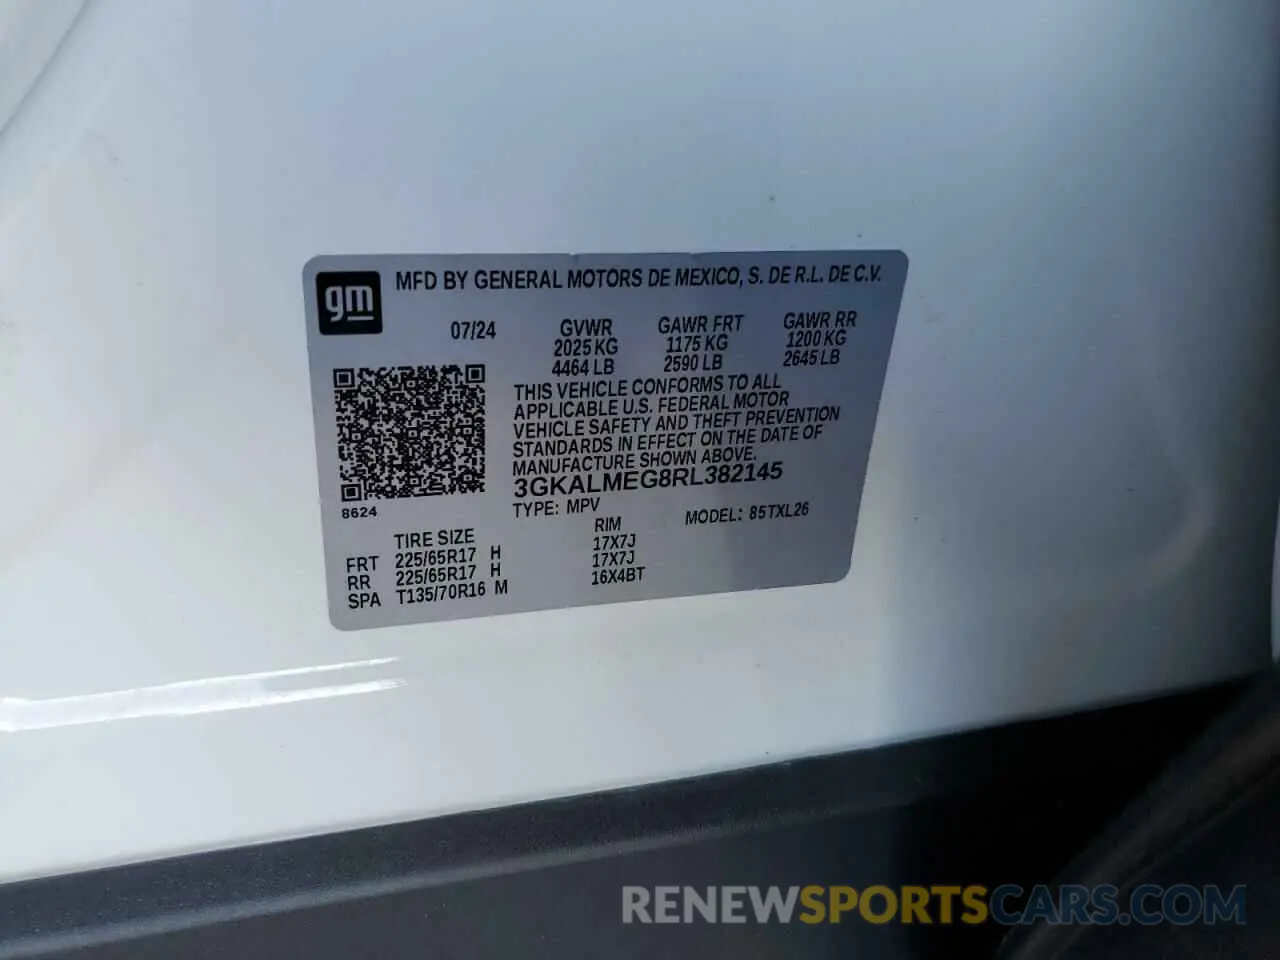 gm
MFD BY GENERAL MOTORS DE MEXICO, S. DE R.L. DE C.V.
07/24 GVWR GAWR FRT GAWR RR
2025 KG 1175 KG 1200 KG
4464 LB 2590 LB 2645 LB
THIS VEHICLE CONFORMS TO ALL
APPLICABLE U.S. FEDERAL MOTOR
VEHICLE SAFETY AND THEFT PREVENTION
STANDARDS IN EFFECT ON THE DATE OF
MANUFACTURE SHOWN ABOVE.
3GKALMEG8RL382145
8624
TYPE: MPV MODEL: 85TXL26
TIRE SIZE RIM
FRT 225/65R17 H 17X7J
RR 225/65R17 H 17X7J
SPA T135/70R16 M 16X4BT
RENEWSPORTSCARS.COM